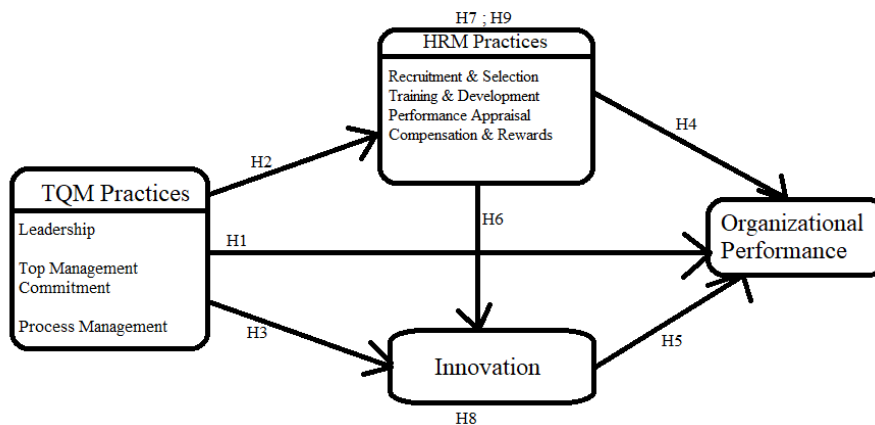 H7 ; H9
HRM Practices
Recruitment & Selection
Training & Development
Performance Appraisal
Compensation & Rewards
H4
H2
TQM Practices
Leadership
Top Management
Commitment
Process Management
H6
H1
Organizational
Performance
H3
H5
Innovation
H8